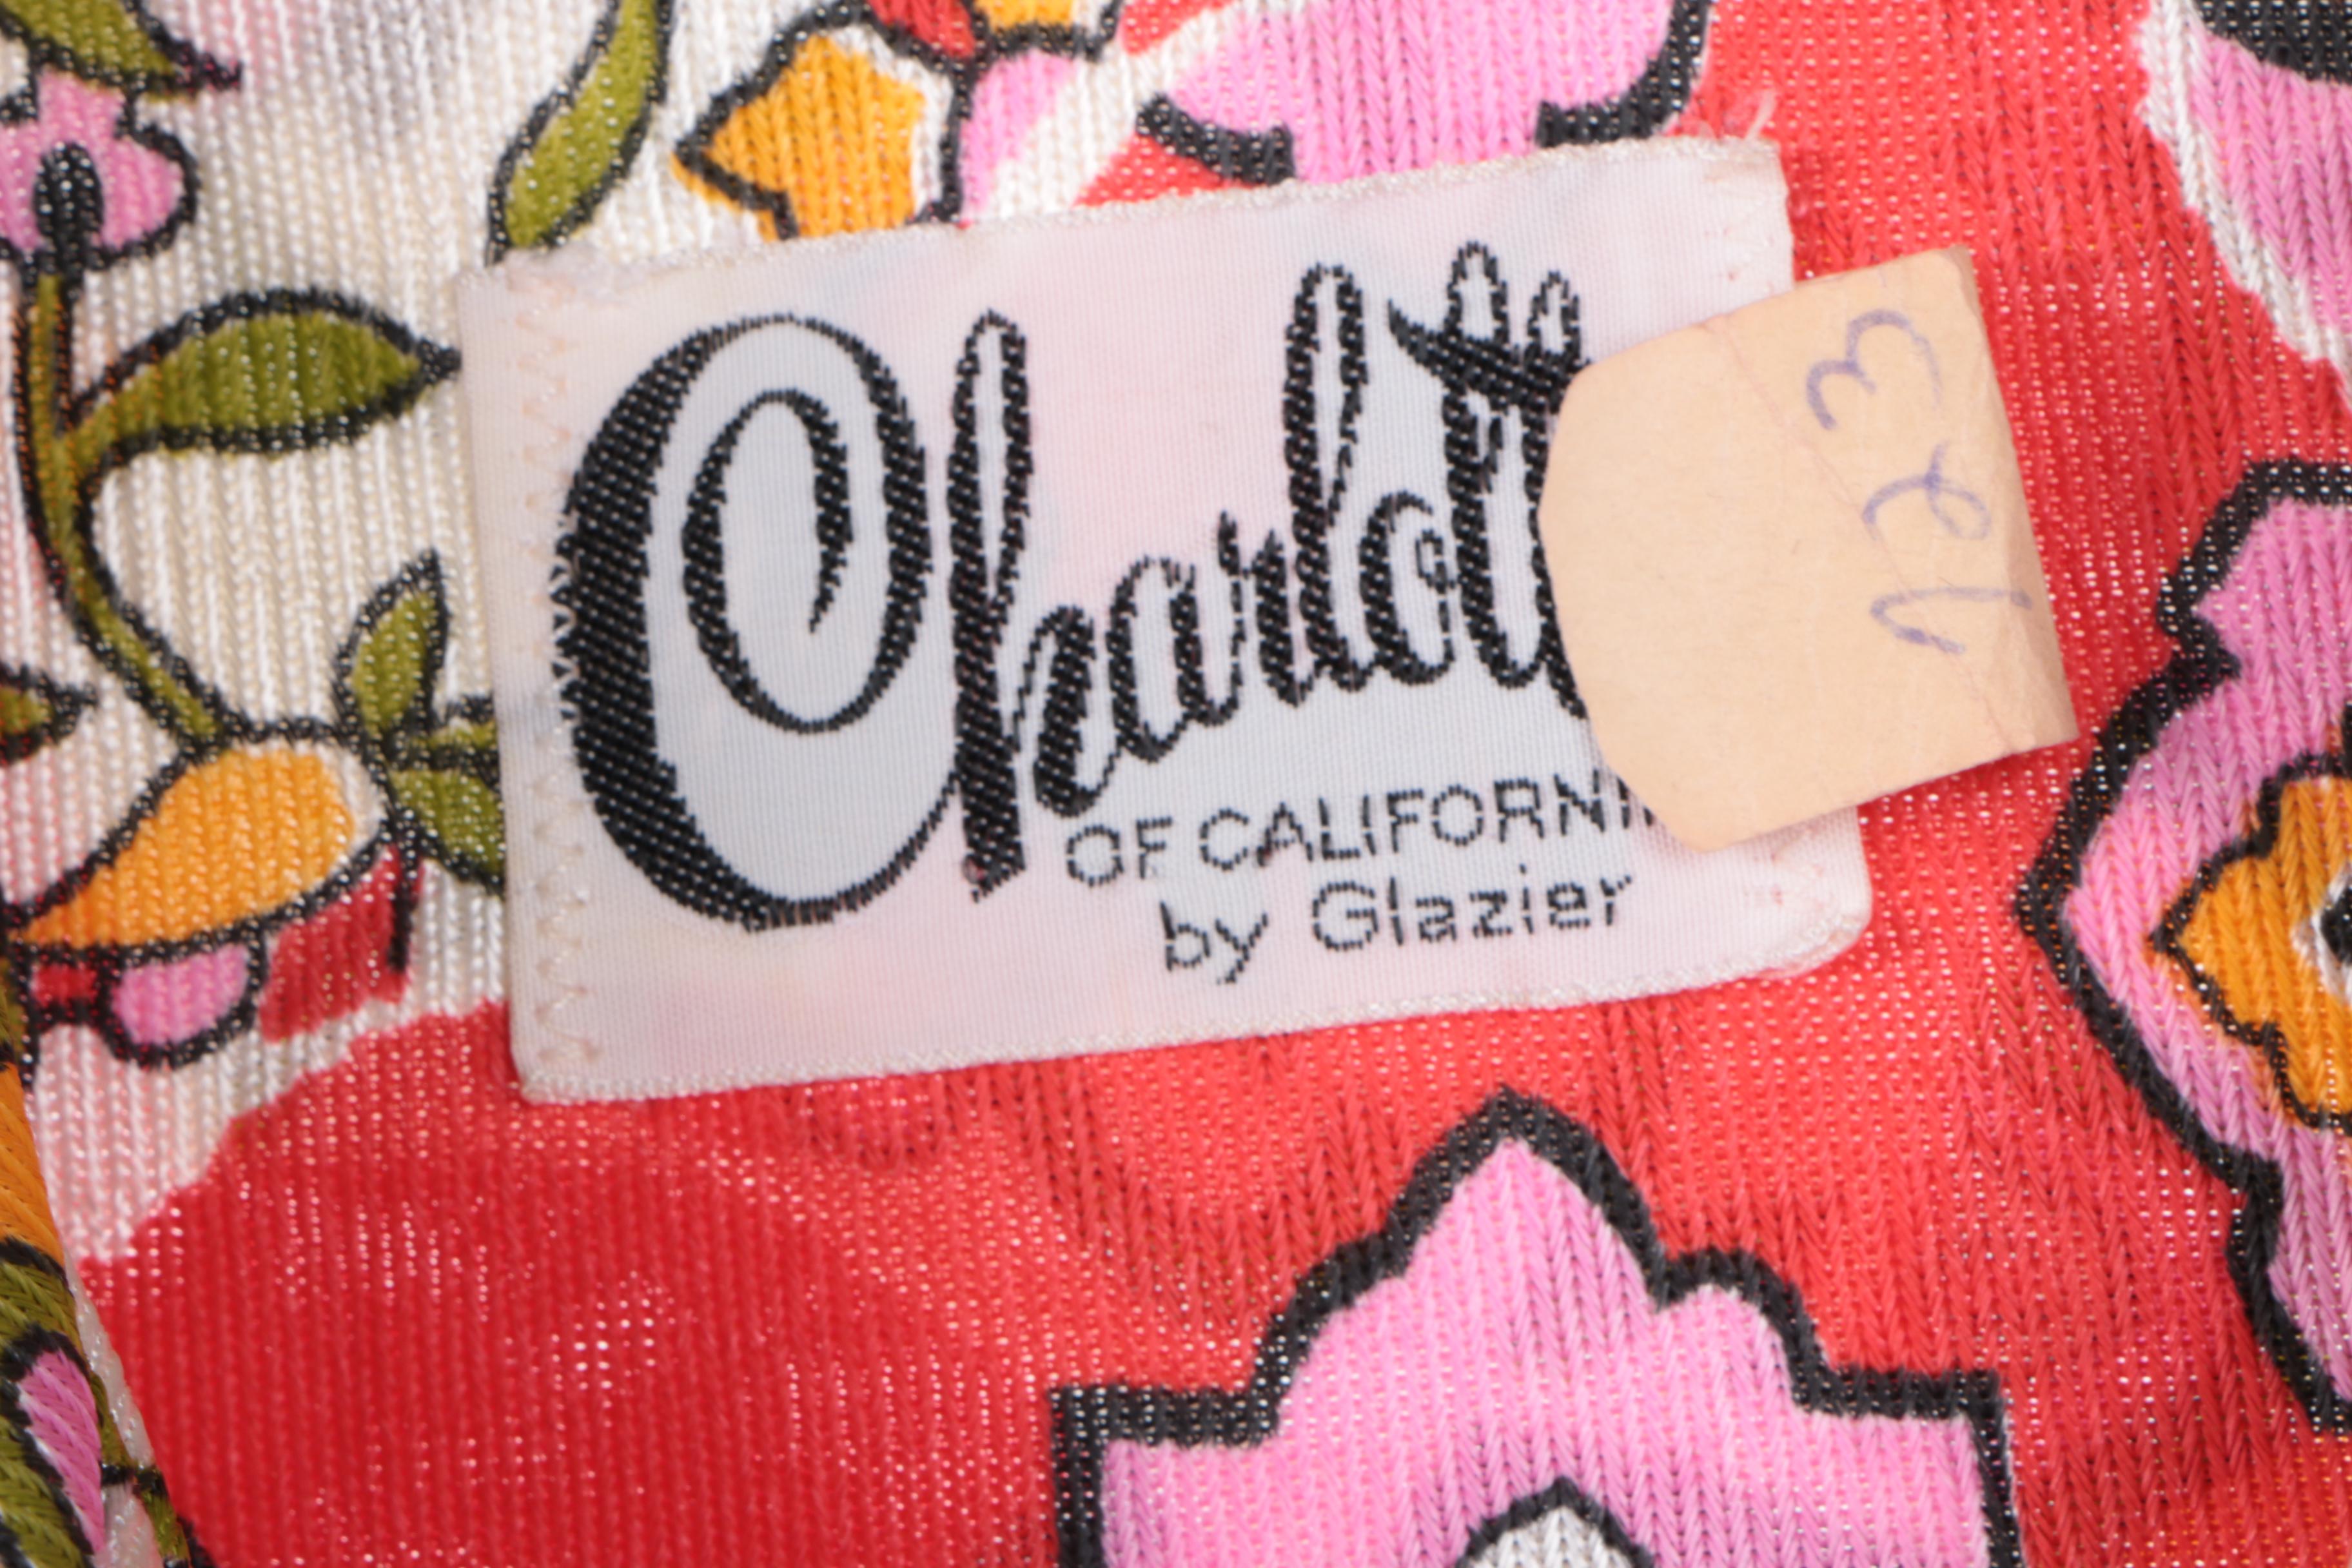 Charlott
OF CALIFORNI
by Glazier